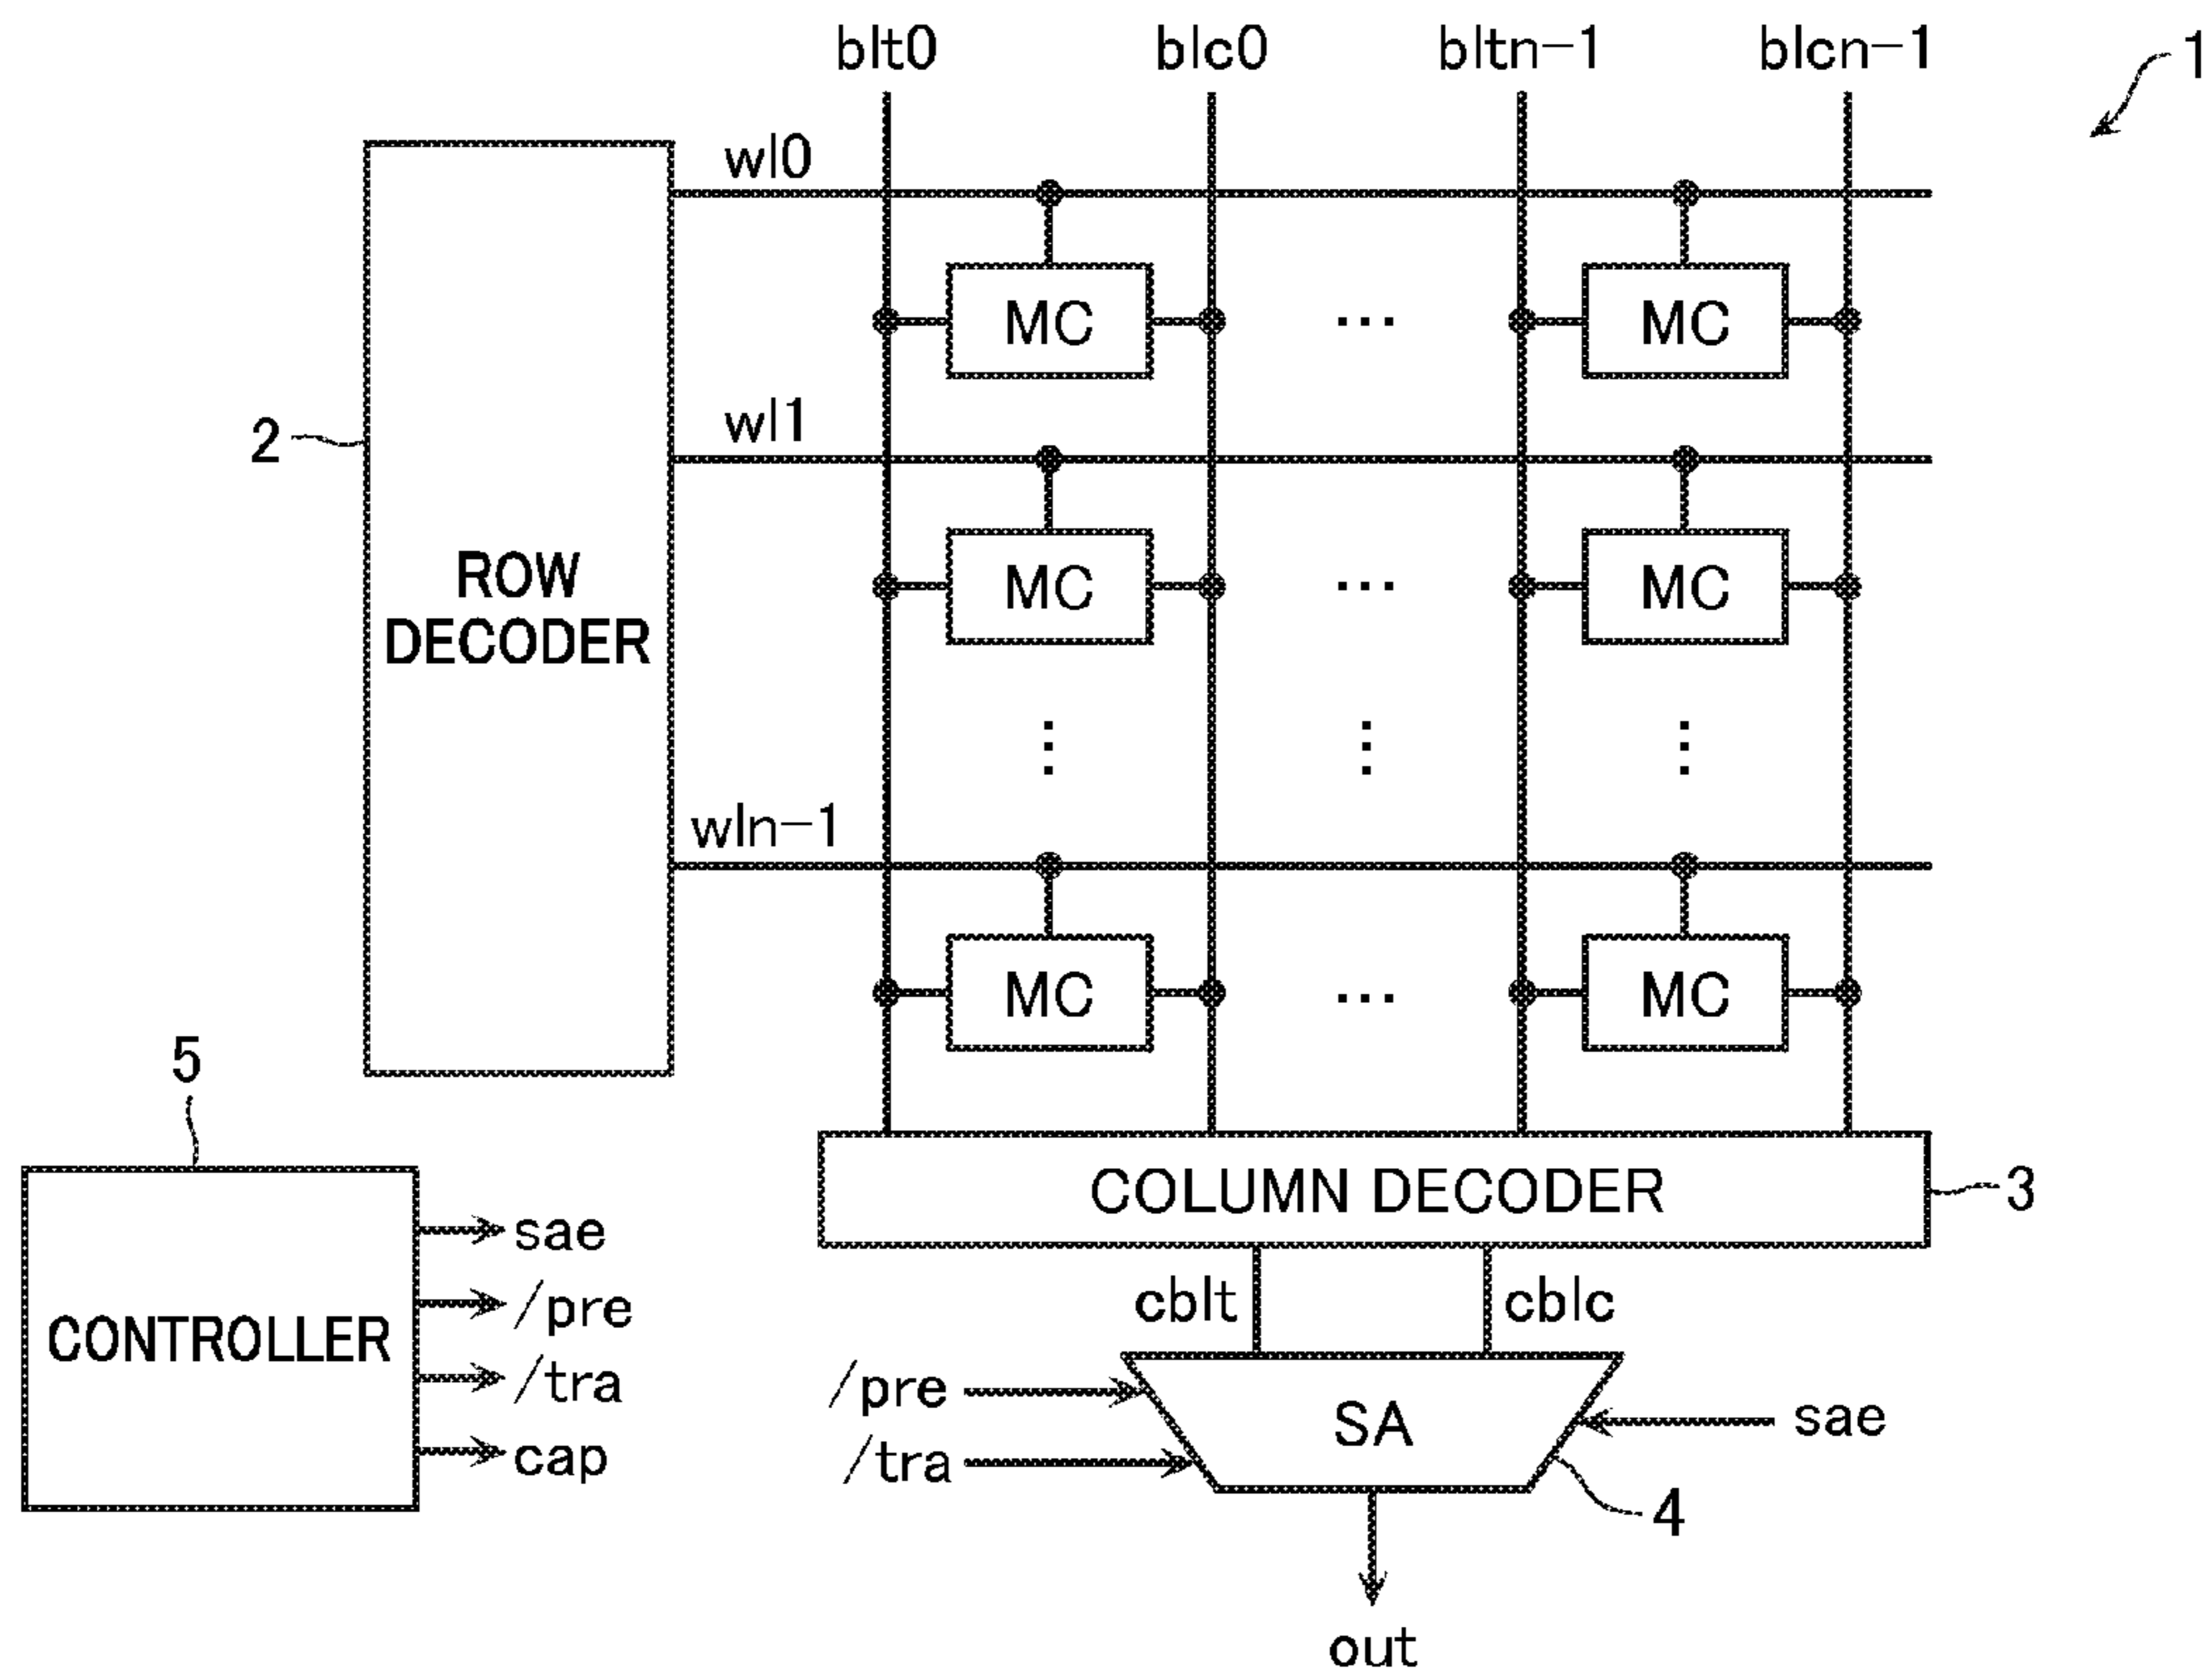 blt0 blc0 bltn-1 blcn-1 1
wl0
MC ... MC
wl1
2
MC ... MC
ROW
DECODER
wln-1
MC ... MC
5
COLUMN DECODER 3
CONTROLLER
sae
/pre
/tra
cap
cblt cblc
/pre
/tra
SA
sae
4
out